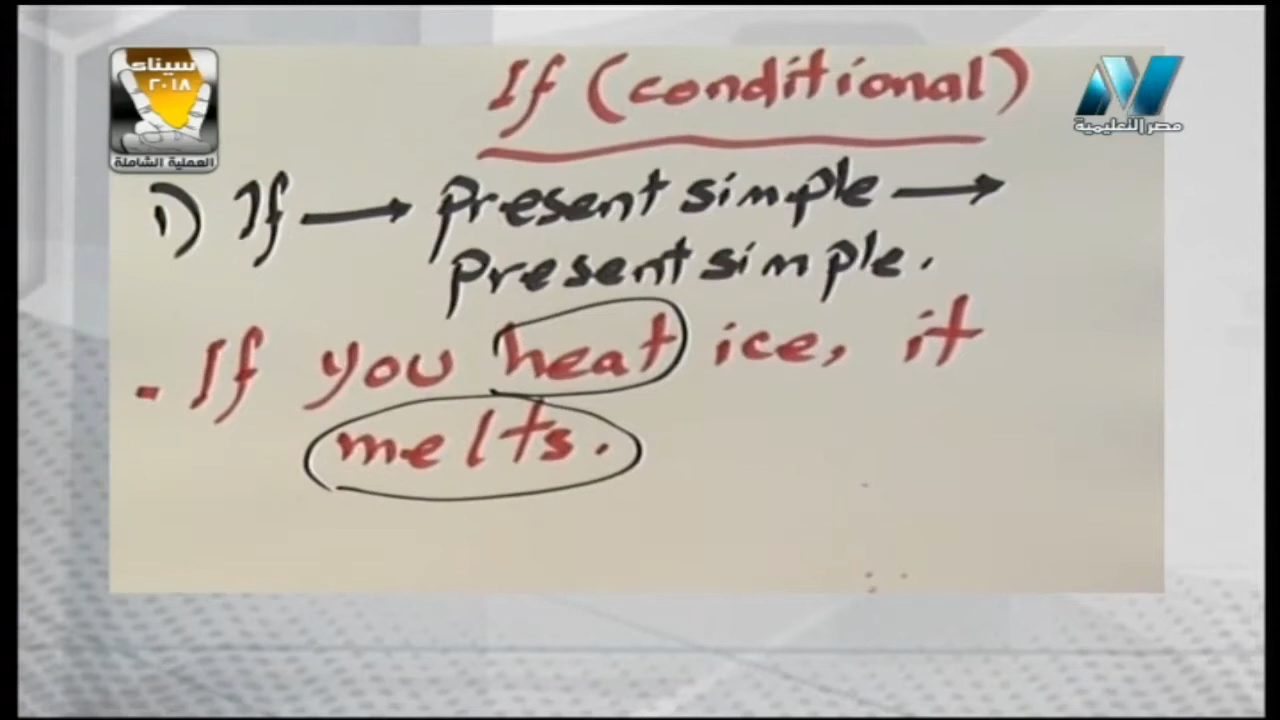 سيناء
٢٠١٨
العملية الشاملة
مصر التعليمية
If (conditional)
1) If → present simple →
present simple.
- If you heat ice, it
melts.